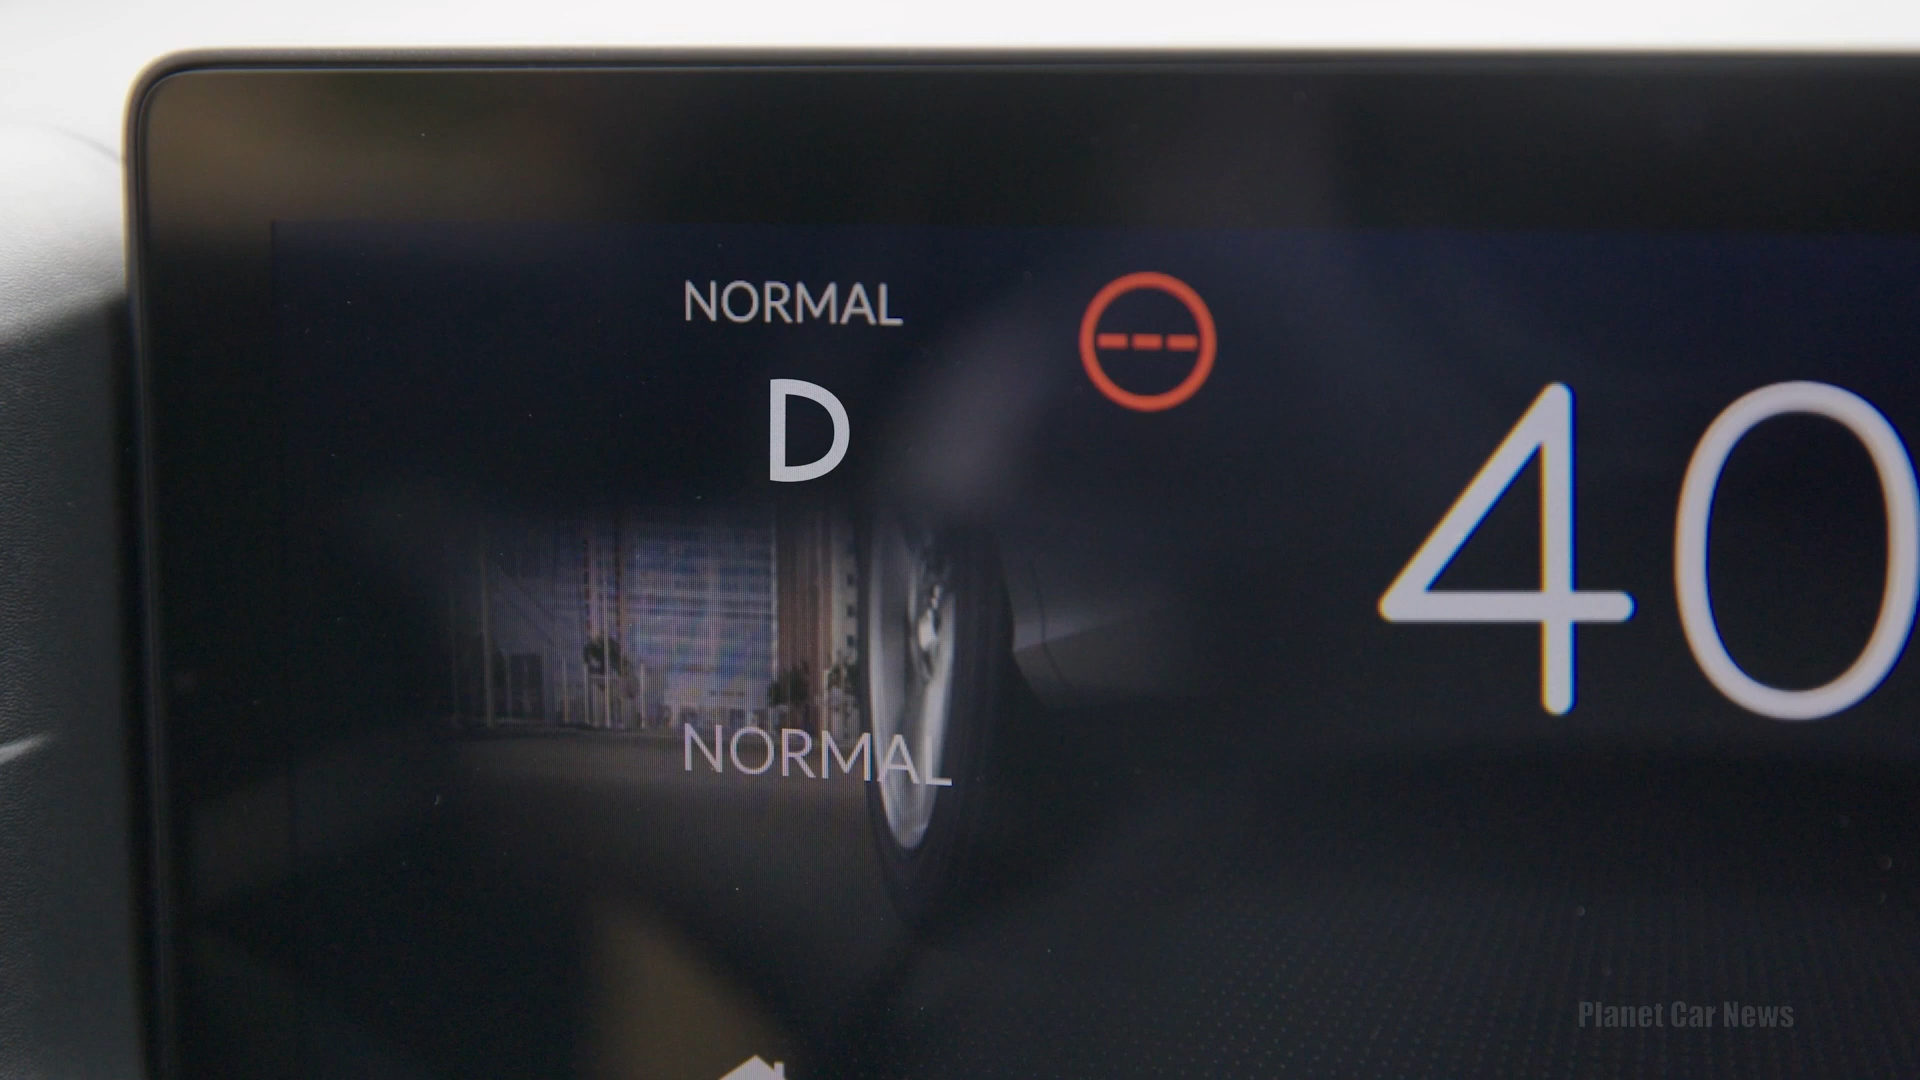 NORMAL
---
D
40
NORMAL
Planet Car News